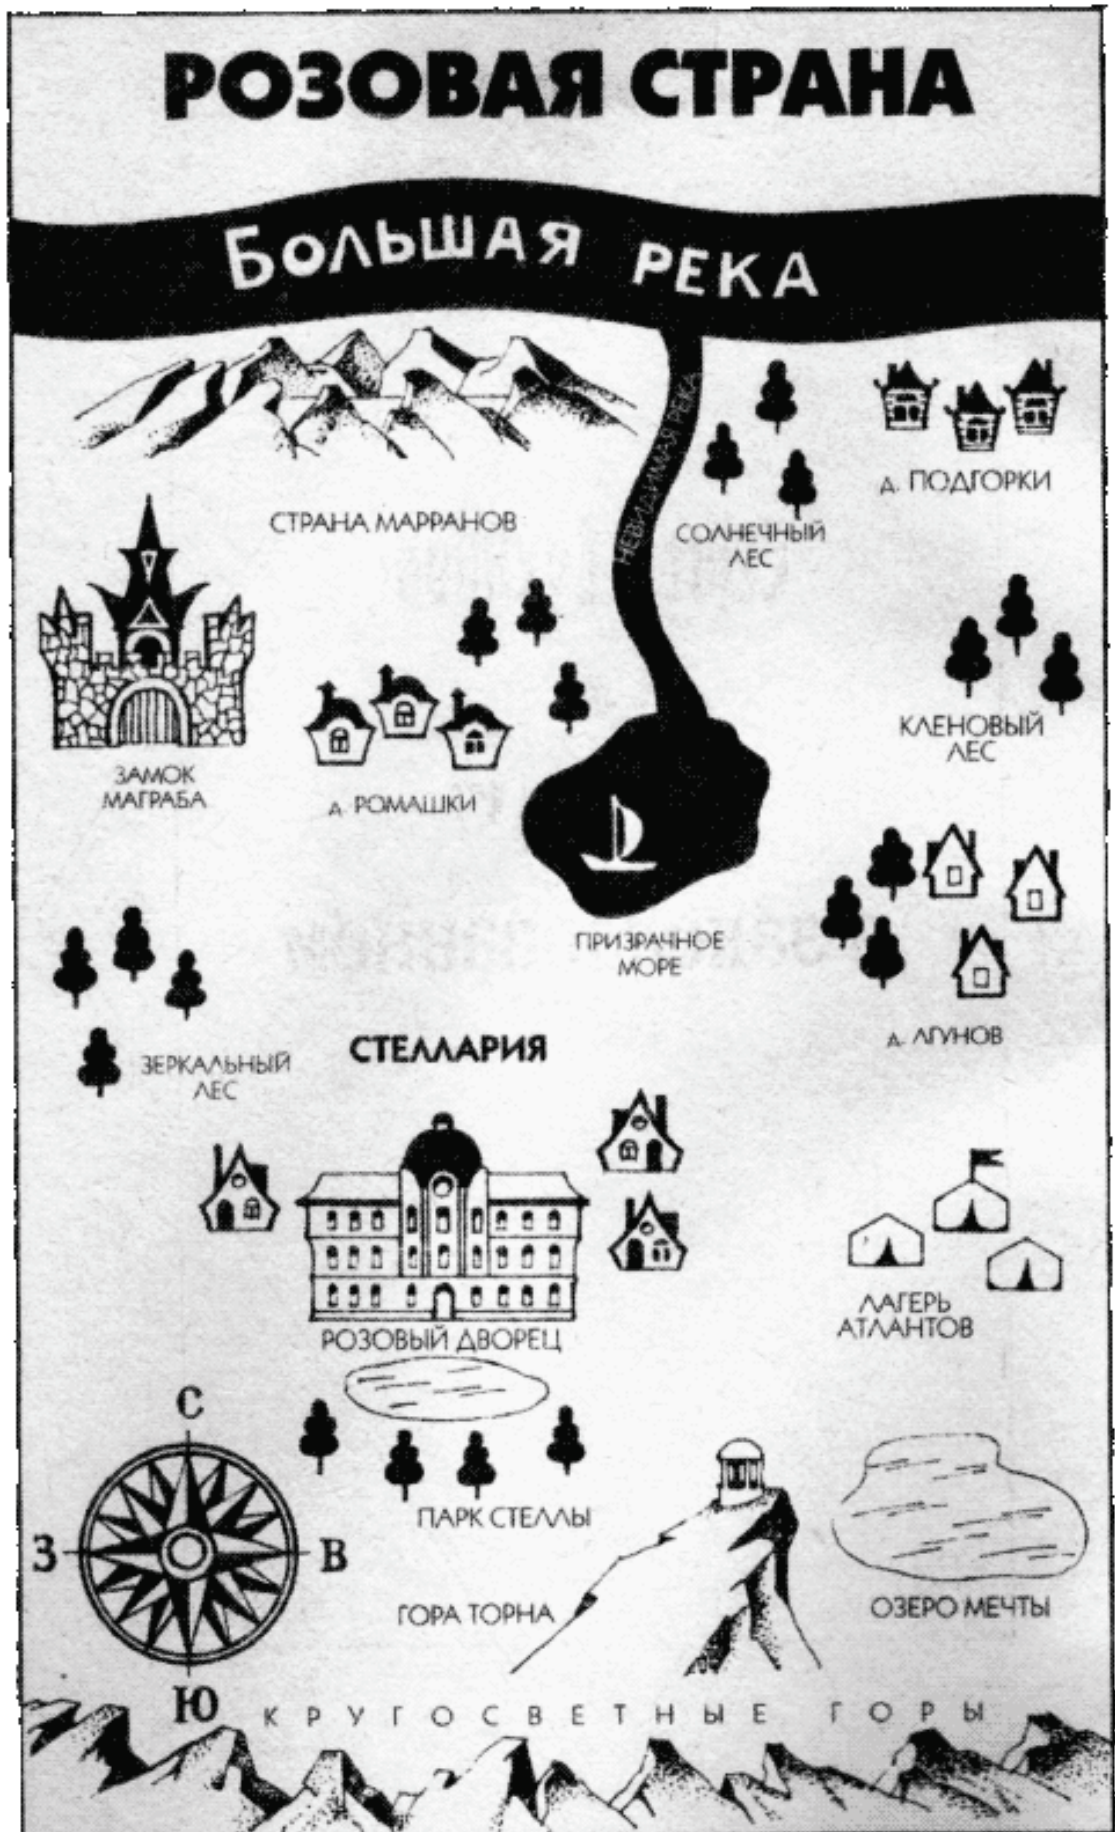 РОЗОВАЯ СТРАНА
БОЛЬШАЯ РЕКА
НЕВИДИМАЯ РЕКА
д. ПОДГОРКИ
СТРАНА МАРРАНОВ
СОЛНЕЧНЫЙ
ЛЕС
КЛЕНОВЫЙ
ЛЕС
ЗАМОК
МАГРАБА
д. РОМАШКИ
ПРИЗРАЧНОЕ
МОРЕ
д. ЛГУНОВ
СТЕЛЛАРИЯ
ЗЕРКАЛЬНЫЙ
ЛЕС
ЛАГЕРЬ
АТЛАНТОВ
РОЗОВЫЙ ДВОРЕЦ
С
З
В
Ю
ПАРК СТЕЛЛЫ
ГОРА ТОРНА
ОЗЕРО МЕЧТЫ
КРУГОСВЕТНЫЕ ГОРЫ